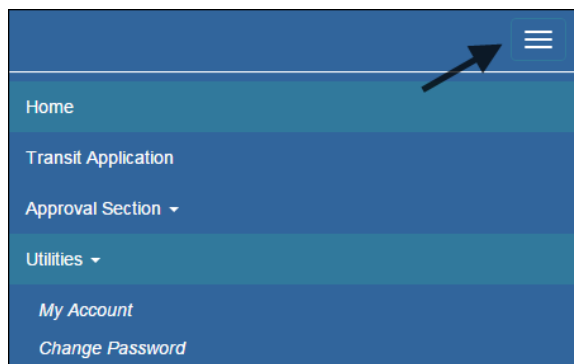 Home
Transit Application
Approval Section
Utilities
My Account
Change Password